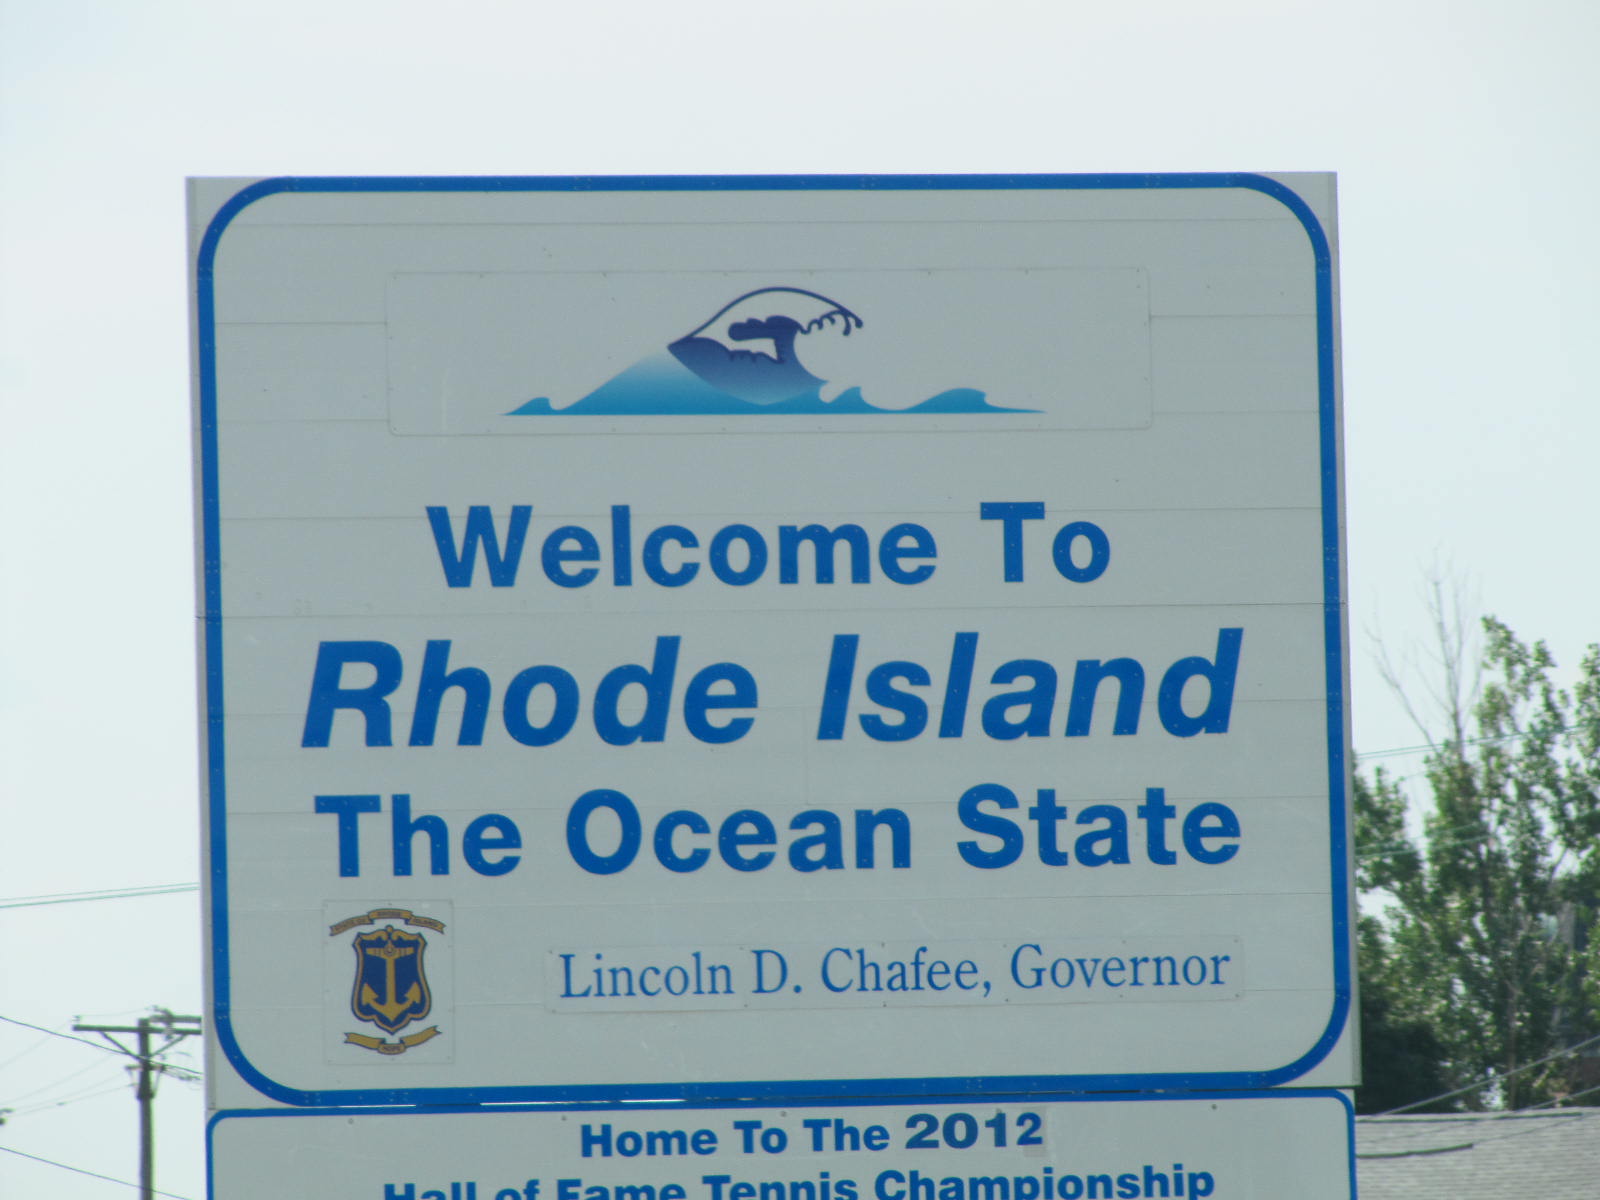 Welcome To
Rhode Island
The Ocean State
Lincoln D. Chafee, Governor
HOPE
Home To The 2012
Hall of Fame Tennis Championship